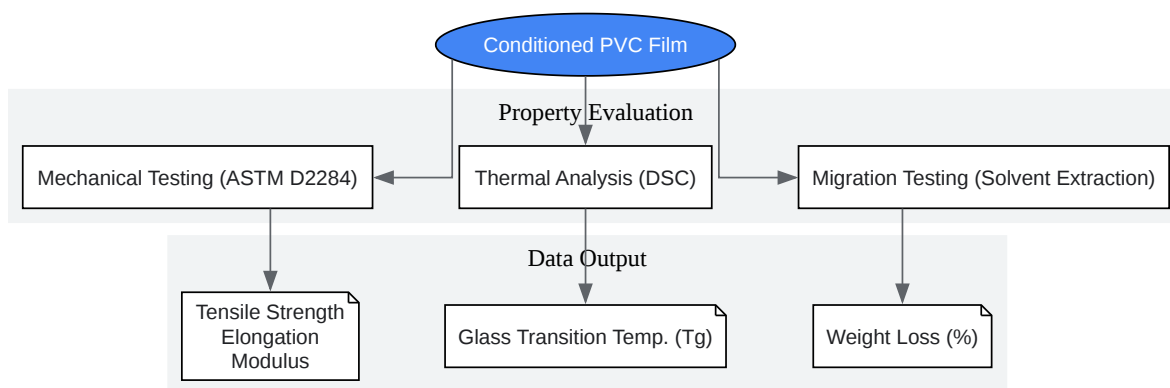 Conditioned PVC Film
Property Evaluation
Mechanical Testing (ASTM D2284)
Thermal Analysis (DSC)
Migration Testing (Solvent Extraction)
Data Output
Tensile Strength
Elongation
Modulus
Glass Transition Temp. (Tg)
Weight Loss (%)